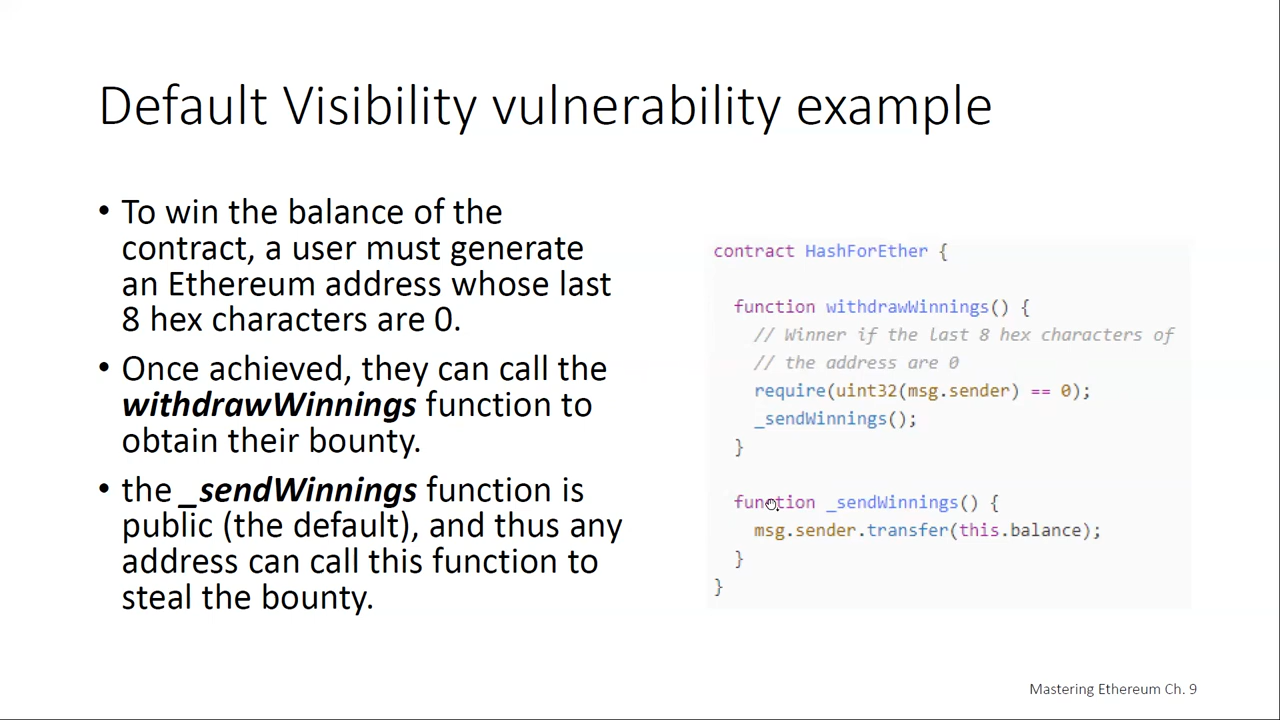 Default Visibility vulnerability example
• To win the balance of the
contract, a user must generate
an Ethereum address whose last
8 hex characters are 0.
• Once achieved, they can call the
withdrawWinnings function to
obtain their bounty.
• the _sendWinnings function is
public (the default), and thus any
address can call this function to
steal the bounty.
contract HashForEther {
function withdrawWinnings() {
// Winner if the last 8 hex characters of
// the address are 0
require(uint32(msg.sender) == 0);
_sendWinnings();
}
function _sendWinnings() {
msg.sender.transfer(this.balance);
}
}
Mastering Ethereum Ch. 9